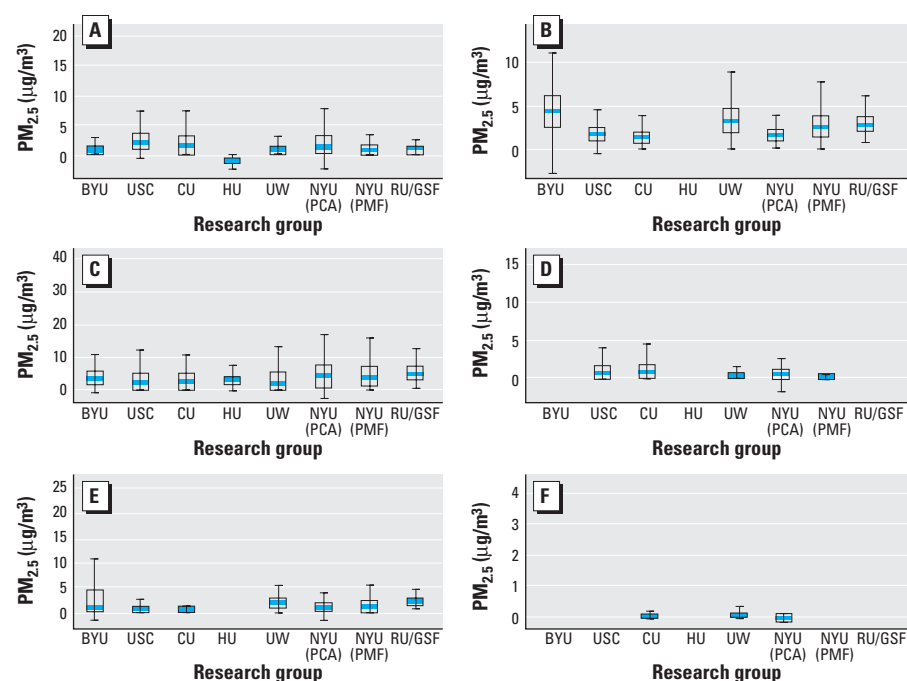 A
PM2.5 (µg/m³)
20
15
10
5
0
BYU USC CU HU UW NYU NYU RU/GSF
(PCA) (PMF)
Research group
B
PM2.5 (µg/m³)
10
5
0
BYU USC CU HU UW NYU NYU RU/GSF
(PCA) (PMF)
Research group
C
PM2.5 (µg/m³)
40
30
20
10
0
BYU USC CU HU UW NYU NYU RU/GSF
(PCA) (PMF)
Research group
D
PM2.5 (µg/m³)
15
10
5
0
BYU USC CU HU UW NYU NYU RU/GSF
(PCA) (PMF)
Research group
E
PM2.5 (µg/m³)
25
20
15
10
5
0
BYU USC CU HU UW NYU NYU RU/GSF
(PCA) (PMF)
Research group
F
PM2.5 (µg/m³)
4
3
2
1
0
BYU USC CU HU UW NYU NYU RU/GSF
(PCA) (PMF)
Research group